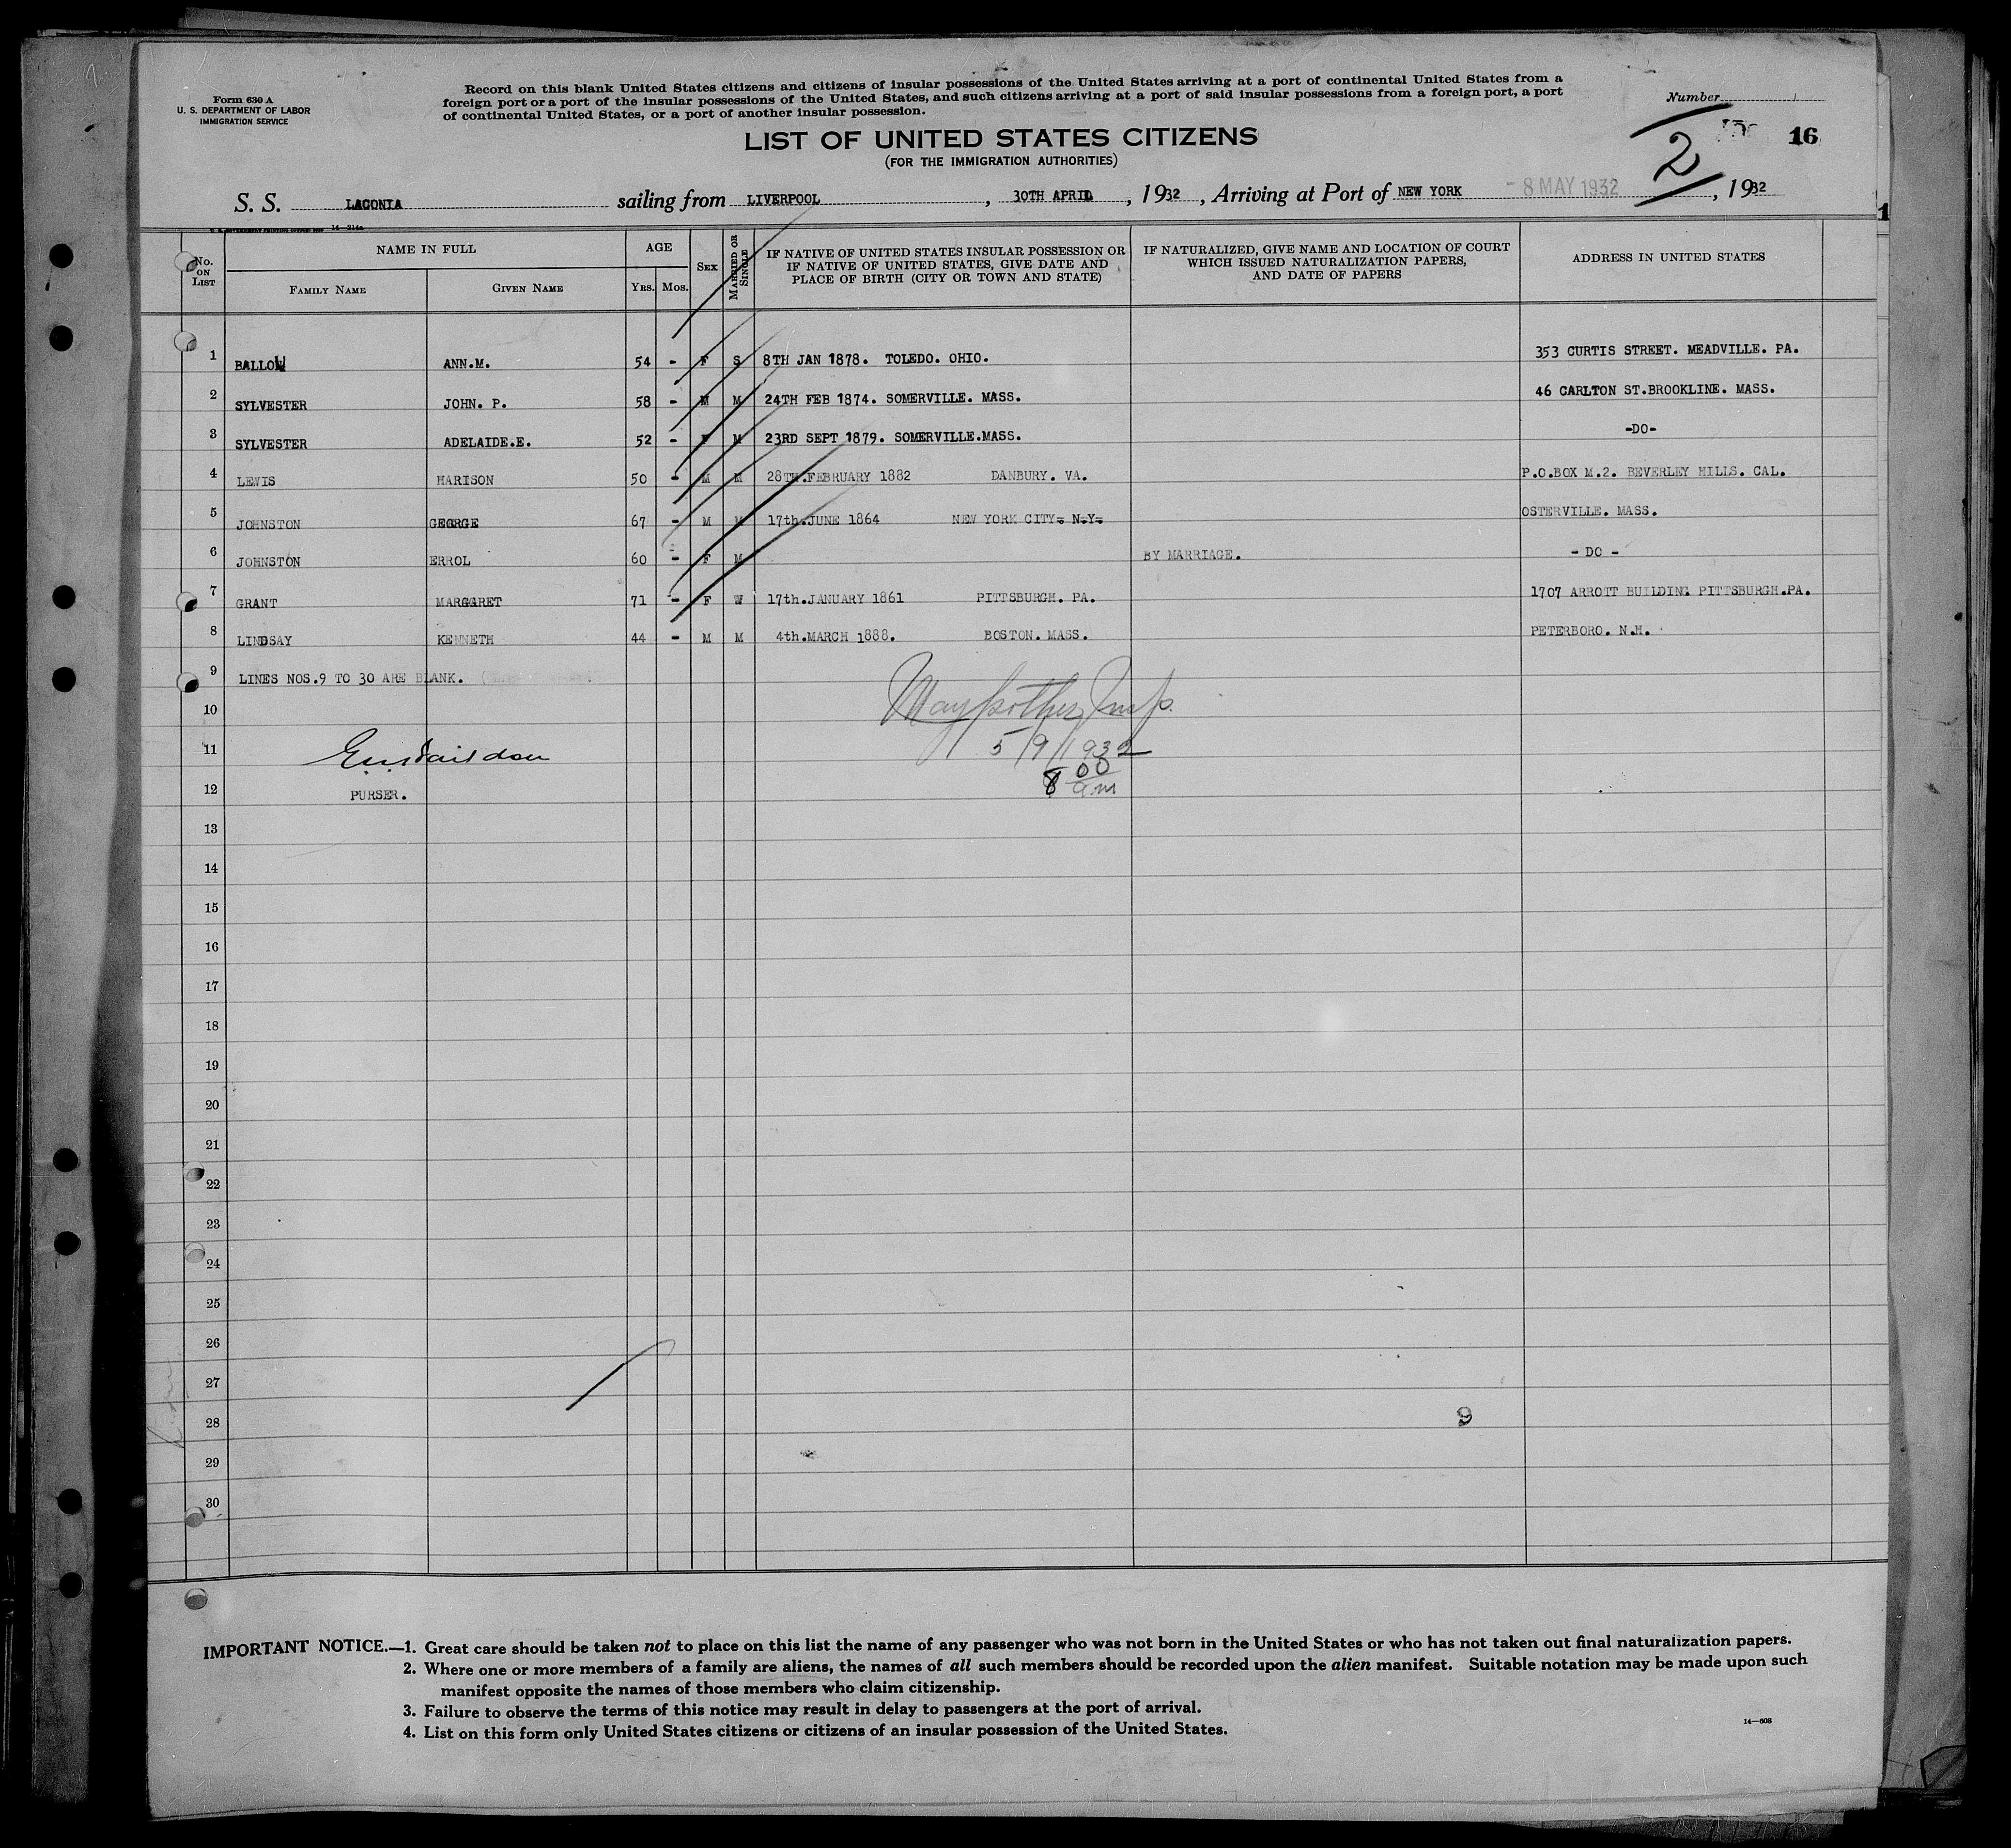 Form 630 A
U. S. DEPARTMENT OF LABOR
IMMIGRATION SERVICE
Record on this blank United States citizens and citizens of insular possessions of the United States arriving at a port of continental United States from a
foreign port or a port of the insular possessions of the United States, and such citizens arriving at a port of said insular possessions from a foreign port, a port
of continental United States, or a port of another insular possession.
Number
2 16
LIST OF UNITED STATES CITIZENS
(FOR THE IMMIGRATION AUTHORITIES)
S. S. LACONIA sailing from LIVERPOOL, 30TH APRIL, 1932, Arriving at Port of NEW YORK - 8 MAY 1932, 1932
1
14-214a
No. ON LIST NAME IN FULL FAMILY NAME GIVEN NAME AGE YRS. MOS. SEX MARRIED OR SINGLE IF NATIVE OF UNITED STATES INSULAR POSSESSION OR IF NATIVE OF UNITED STATES, GIVE DATE AND PLACE OF BIRTH (CITY OR TOWN AND STATE) IF NATURALIZED, GIVE NAME AND LOCATION OF COURT WHICH ISSUED NATURALIZATION PAPERS, AND DATE OF PAPERS ADDRESS IN UNITED STATES
1 BALLOW ANN.M. 54 - F S 8TH JAN 1878. TOLEDO. OHIO. 353 CURTIS STREET. MEADVILLE. PA.
2 SYLVESTER JOHN. P. 58 - M M 24TH FEB 1874. SOMERVILLE. MASS. 46 CARLTON ST.BROOKLINE. MASS.
3 SYLVESTER ADELAIDE.E. 52 - F M 23RD SEPT 1879. SOMERVILLE.MASS. -DO-
4 LEWIS HARISON 50 - M M 28TH.FEBRUARY 1882 DANBURY. VA. P.O.BOX M.2. BEVERLEY HILLS. CAL.
5 JOHNSTON GEORGE 67 - M M 17th.JUNE 1864 NEW YORK CITY- N.Y- OSTERVILLE. MASS.
6 JOHNSTON ERROL 60 - F M BY MARRIAGE. - DO -
7 GRANT MARGARET 71 - F W 17th.JANUARY 1861 PITTSBURGH. PA. 1707 ARROTT BUILDING PITTSBURGH.PA.
8 LINDSAY KENNETH 44 - M M 4th.MARCH 1888. BOSTON. MASS. PETERBORO. N.H.
9 LINES NOS.9 TO 30 ARE BLANK.
10
11 5/9/1932
8 00 a.m
12 PURSER.
13
14
15
16
17
18
19
20
21
22
23
24
25
26
27
28 9
29
30
IMPORTANT NOTICE.—1. Great care should be taken not to place on this list the name of any passenger who was not born in the United States or who has not taken out final naturalization papers.
2. Where one or more members of a family are aliens, the names of all such members should be recorded upon the alien manifest. Suitable notation may be made upon such
manifest opposite the names of those members who claim citizenship.
3. Failure to observe the terms of this notice may result in delay to passengers at the port of arrival.
4. List on this form only United States citizens or citizens of an insular possession of the United States.
14—608